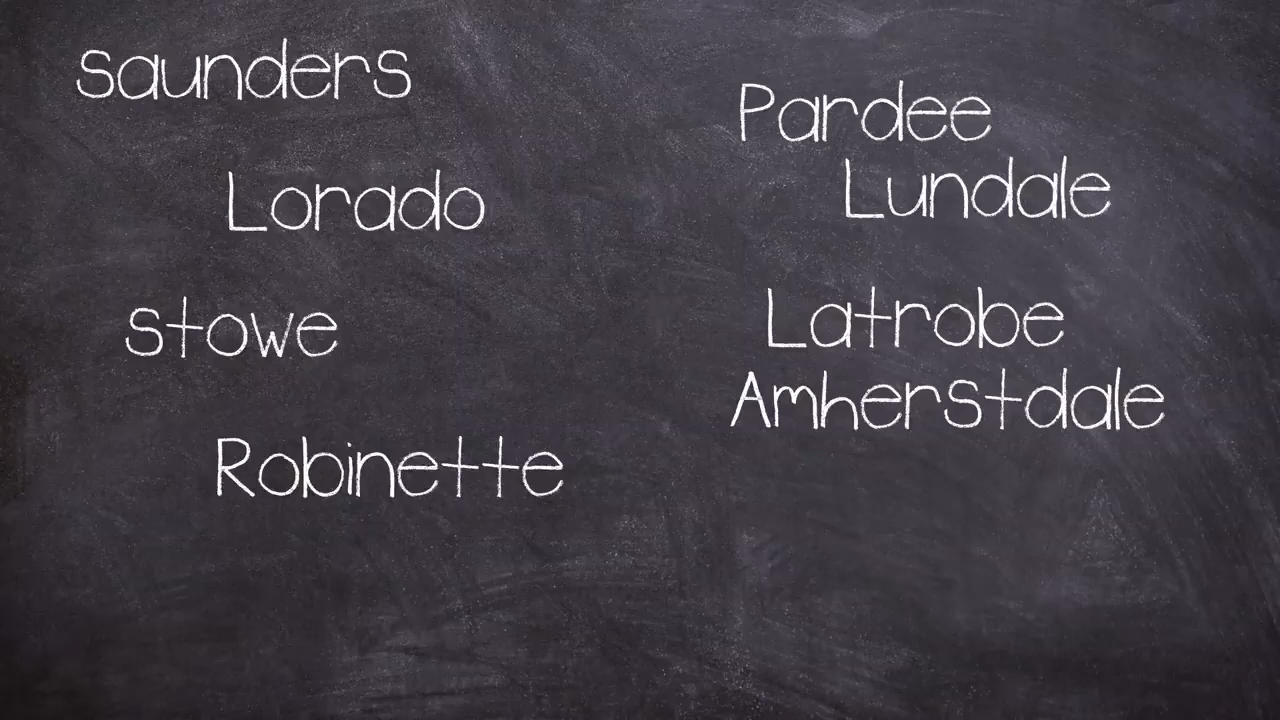 Saunders
Pardee
Lorado
Lundale
Stowe
Latrobe
Amherstdale
Robinette